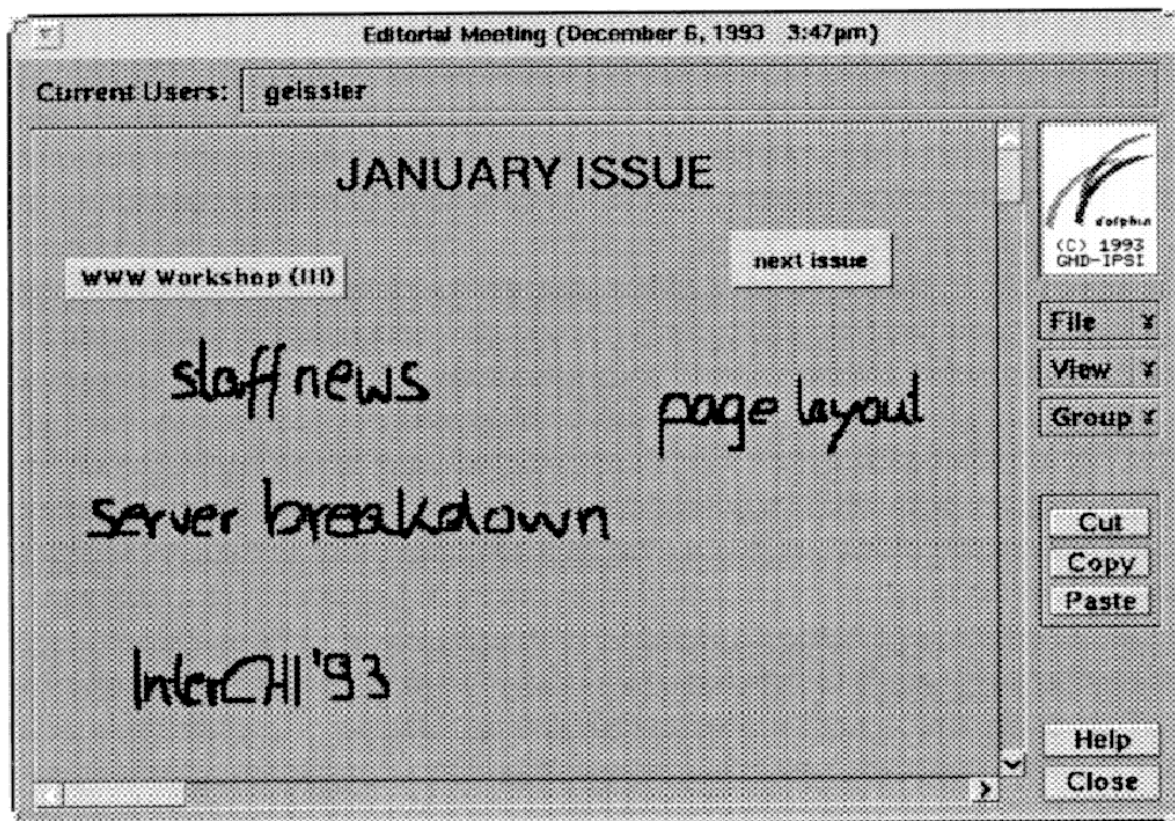 Editorial Meeting (December 6, 1993 3:47pm)
Current Users: geissler
JANUARY ISSUE
WWW Workshop (III)
next issue
staff news
page layout
server breakdown
InterCHI '93
dolphin
(C) 1993
GMD-IPSI
File
View
Group
Cut
Copy
Paste
Help
Close